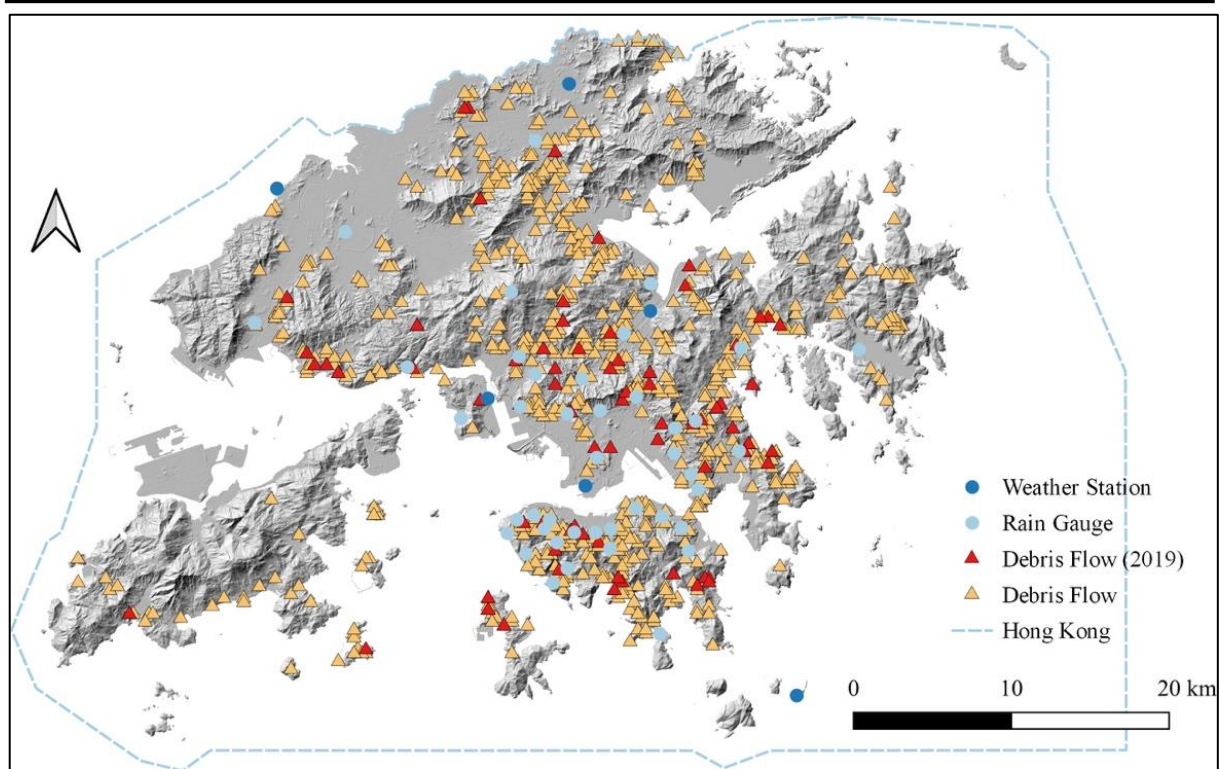 Weather Station
Rain Gauge
Debris Flow (2019)
Debris Flow
Hong Kong
0 10 20 km